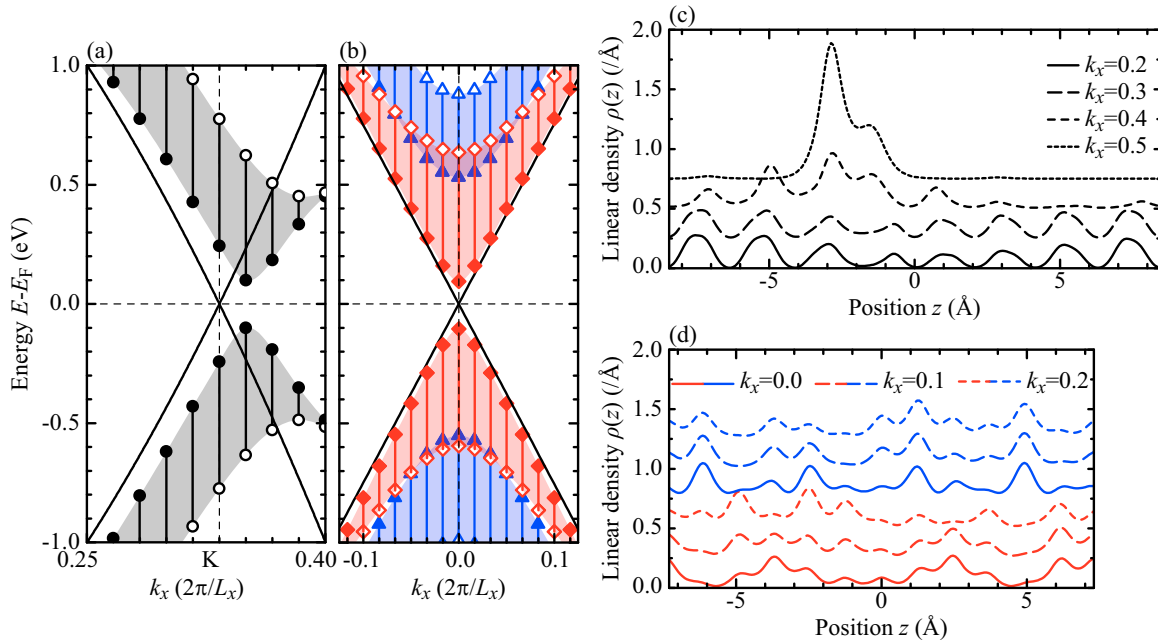 (a)
(b)
Energy E-E_F (eV)
1.0
0.5
0.0
-0.5
-1.0
0.25
K
0.40
-0.1
0.0
0.1
k_x (2π/L_x)
k_x (2π/L_x)
(c)
Linear density ρ(z) (/Å)
2.0
1.5
1.0
0.5
0.0
k_x=0.2
k_x=0.3
k_x=0.4
k_x=0.5
-5
0
5
Position z (Å)
(d)
Linear density ρ(z) (/Å)
2.0
1.5
1.0
0.5
0.0
k_x=0.0
k_x=0.1
k_x=0.2
-5
0
5
Position z (Å)